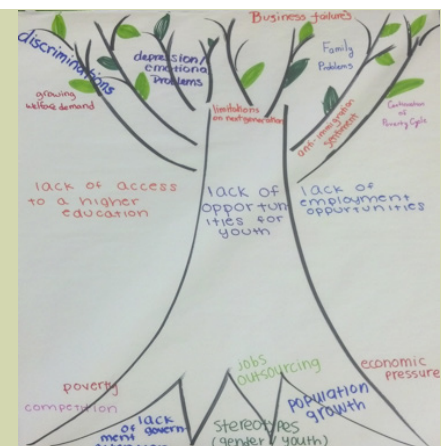 Business failures
discriminations
depression/
emotional
Problems
Family
Problems
growing
welfare demand
limitations
on next generation
anti-immigration
sentiment
Continuation
of
Poverty Cycle
lack of access
to a higher
education
lack of
opportun
ities for
youth
lack of
employment
oppurtunities
jobs
outsourcing
economic
pressure
poverty
competition
population
growth
lack
of govern
ment
stereotypes
(gender / youth)